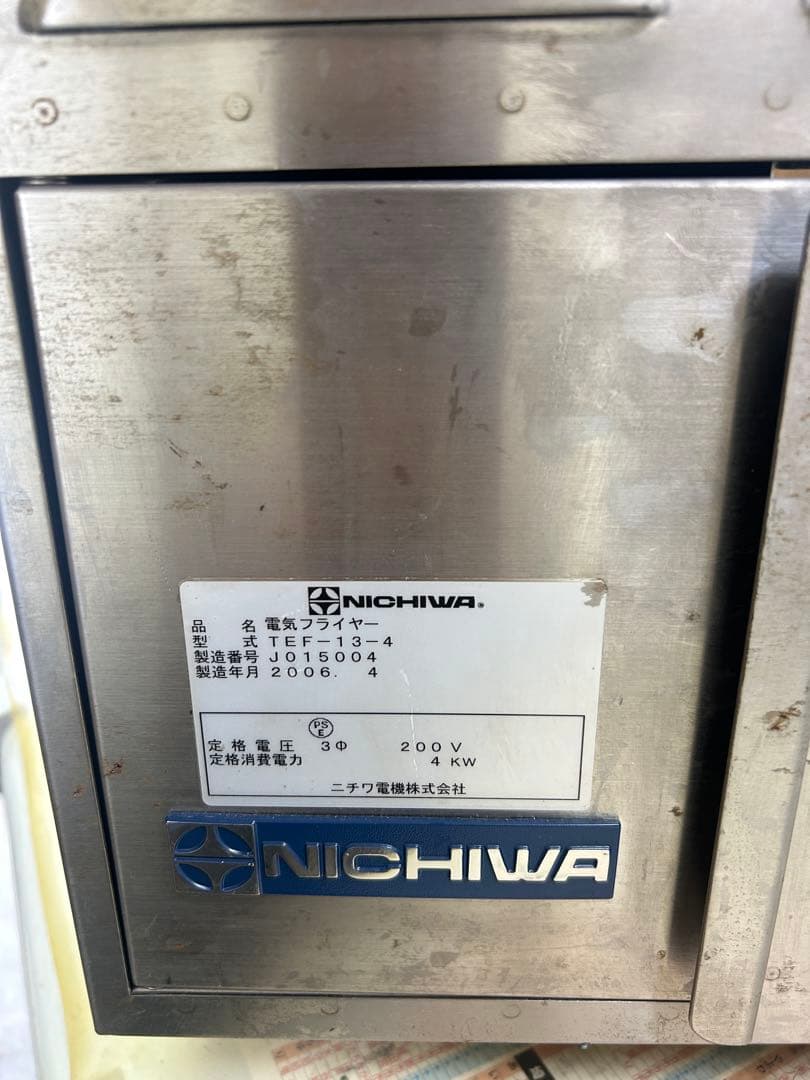 NICHIWA®
品名 電気フライヤー
型式 TEF-13-4
製造番号 J015004
製造年月 2006. 4
PS
E
定格電圧 3Φ 200V
定格消費電力 4KW
ニチワ電機株式会社
NICHIWA